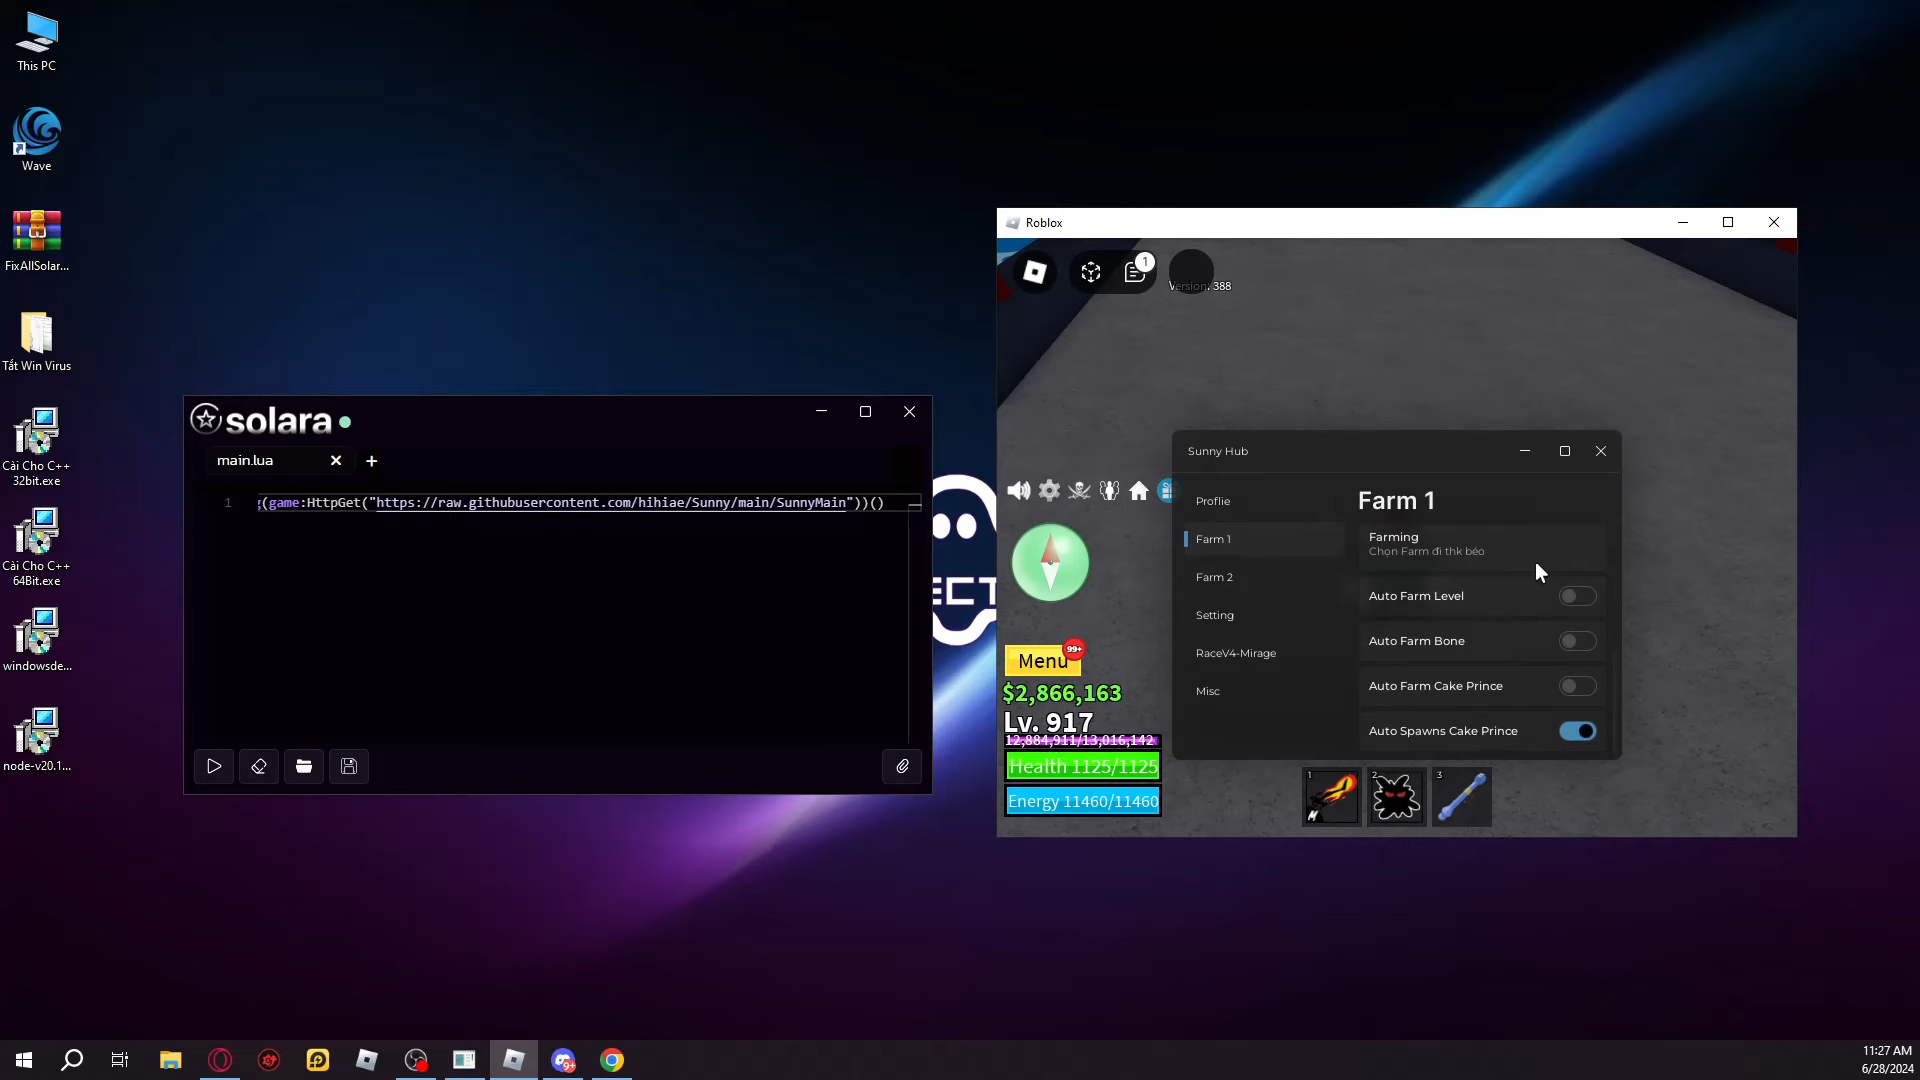 This PC
Wave
FixAllSolar...
Tắt Win Virus
Cài Cho C++
32bit.exe
Cài Cho C++
64Bit.exe
windowsde...
node-v20.1...
solara
main.lua
1
(game:HttpGet("https://raw.githubusercontent.com/hihiae/Sunny/main/SunnyMain"))()
ECT
Roblox
1
Version: 388
Menu
99+
$2,866,163
Lv. 917
12,884,911/13,016,142
Health 1125/1125
Energy 11460/11460
Sunny Hub
Proflie
Farm 1
Farm 2
Setting
RaceV4-Mirage
Misc
Farm 1
Farming
Chọn Farm đi thk béo
Auto Farm Level
Auto Farm Bone
Auto Farm Cake Prince
Auto Spawns Cake Prince
1
2
3
9+
11:27 AM
6/28/2024